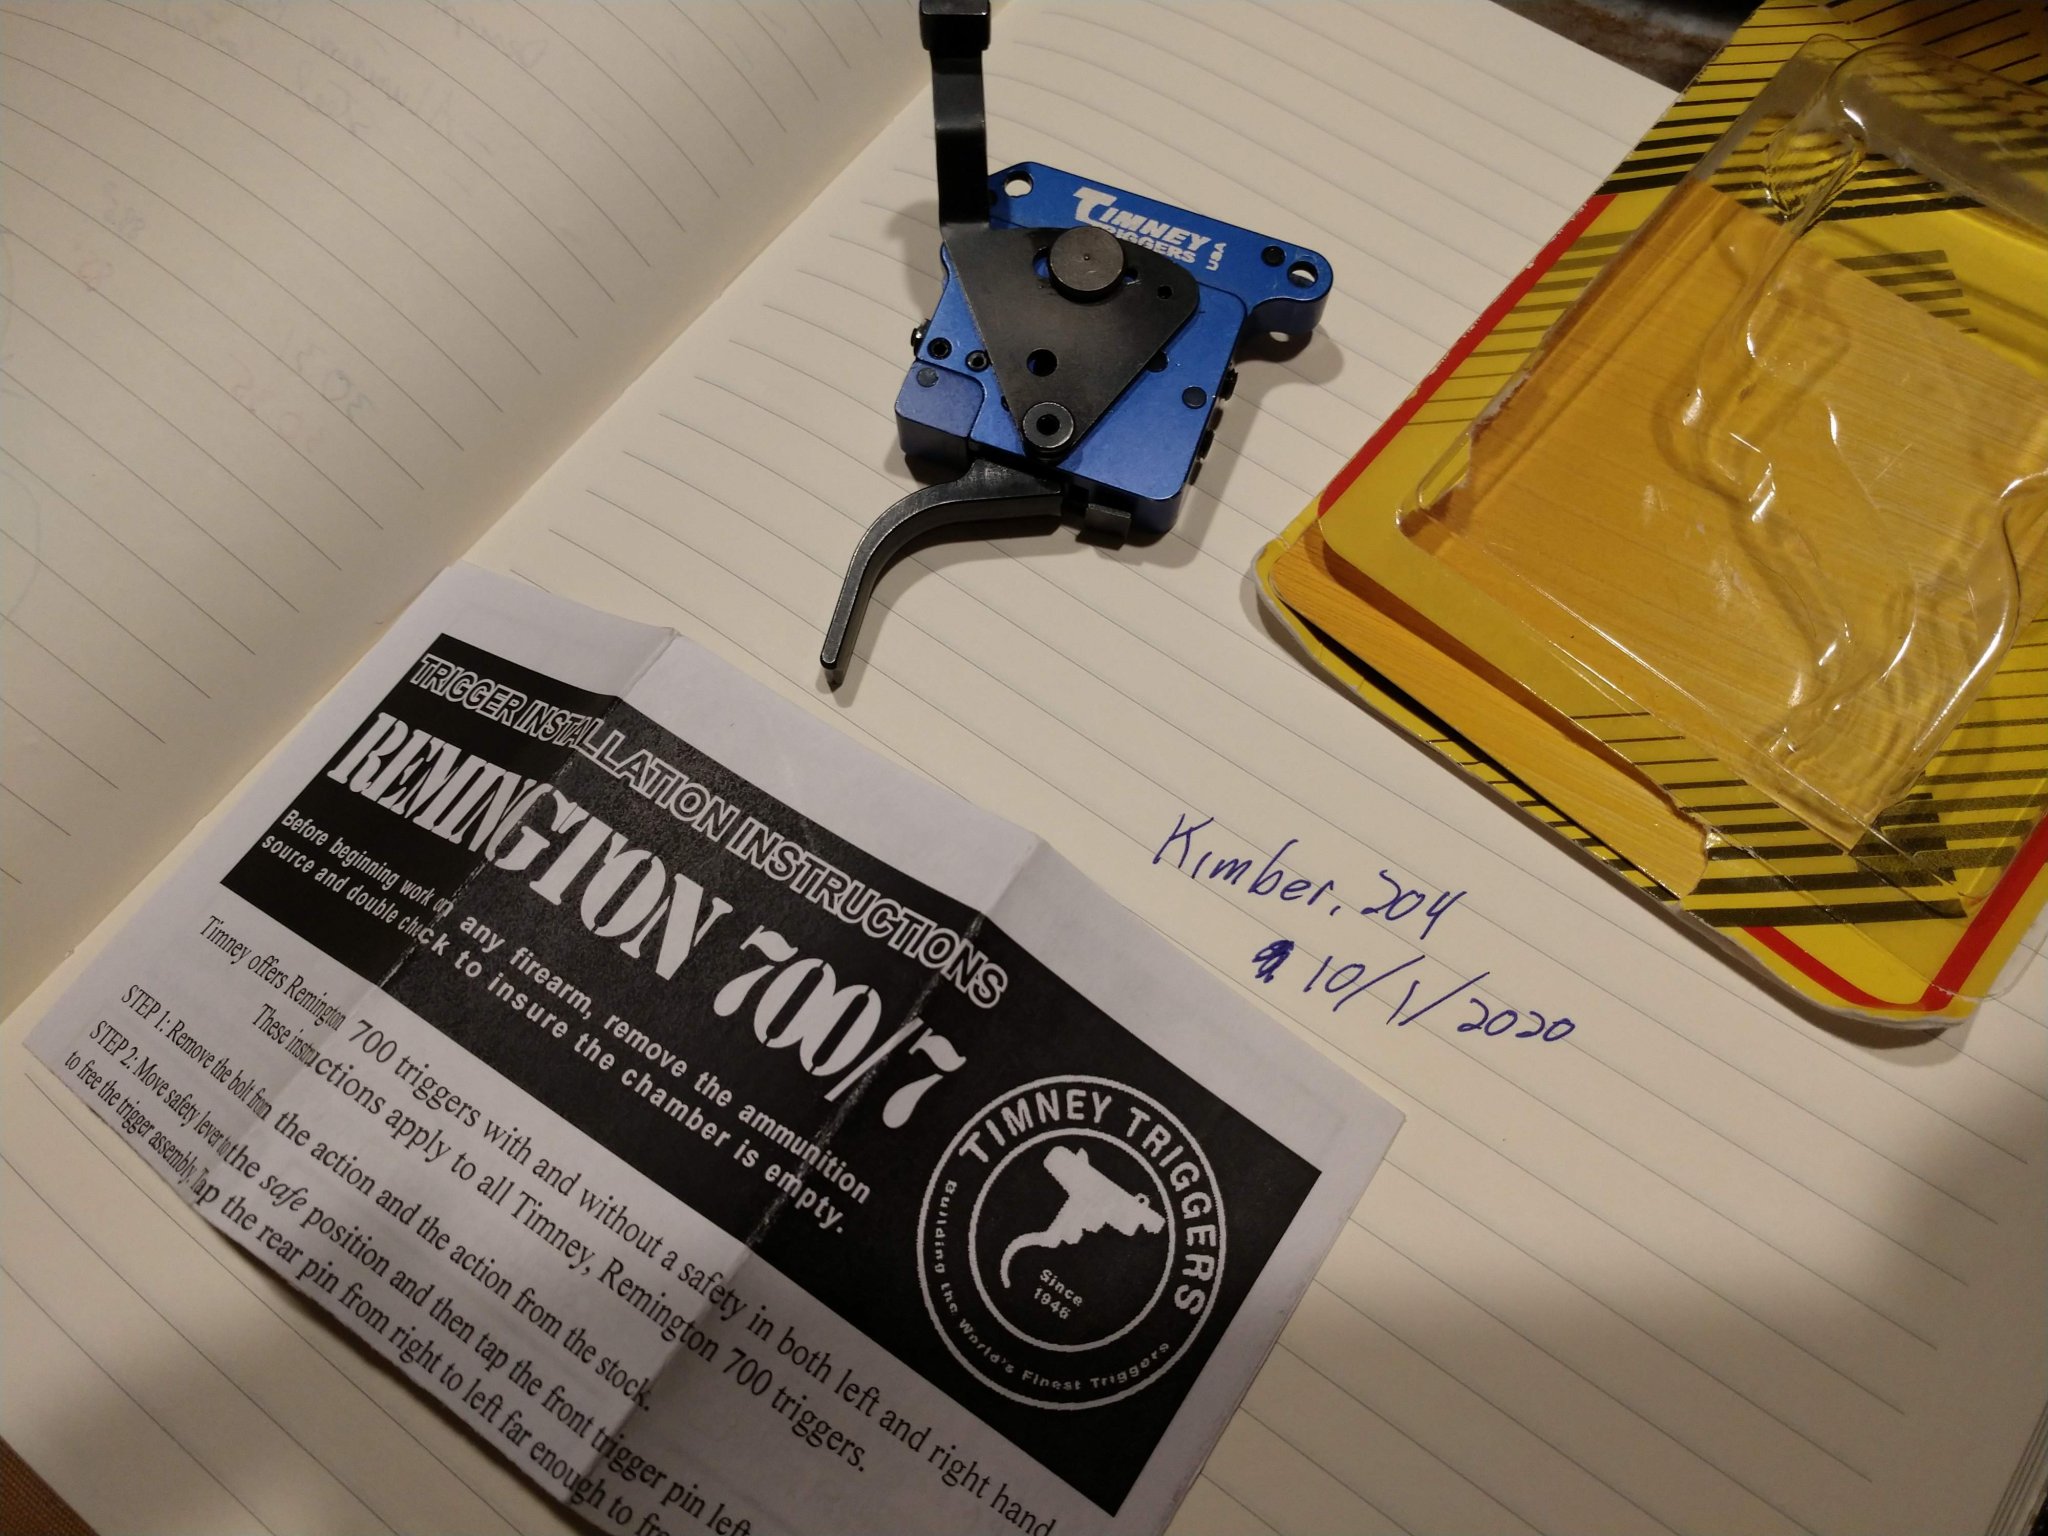 TIMNEY
TRIGGERS
USA
TRIGGER INSTALLATION INSTRUCTIONS
REMINGTON 700/7
Before beginning work on any firearm, remove the ammunition
source and double check to insure the chamber is empty.
TIMNEY TRIGGERS
Since
1946
Building the World's Finest Triggers
Timney offers Remington 700 triggers with and without a safety in both left and right hand
These instructions apply to all Timney, Remington 700 triggers.
STEP 1: Remove the bolt from the action and the action from the stock.
STEP 2: Move safety lever to the safe position and then tap the front trigger pin left
to free the trigger assembly. Tap the rear pin from right to left far enough to
Kimber.204
10/1/2020